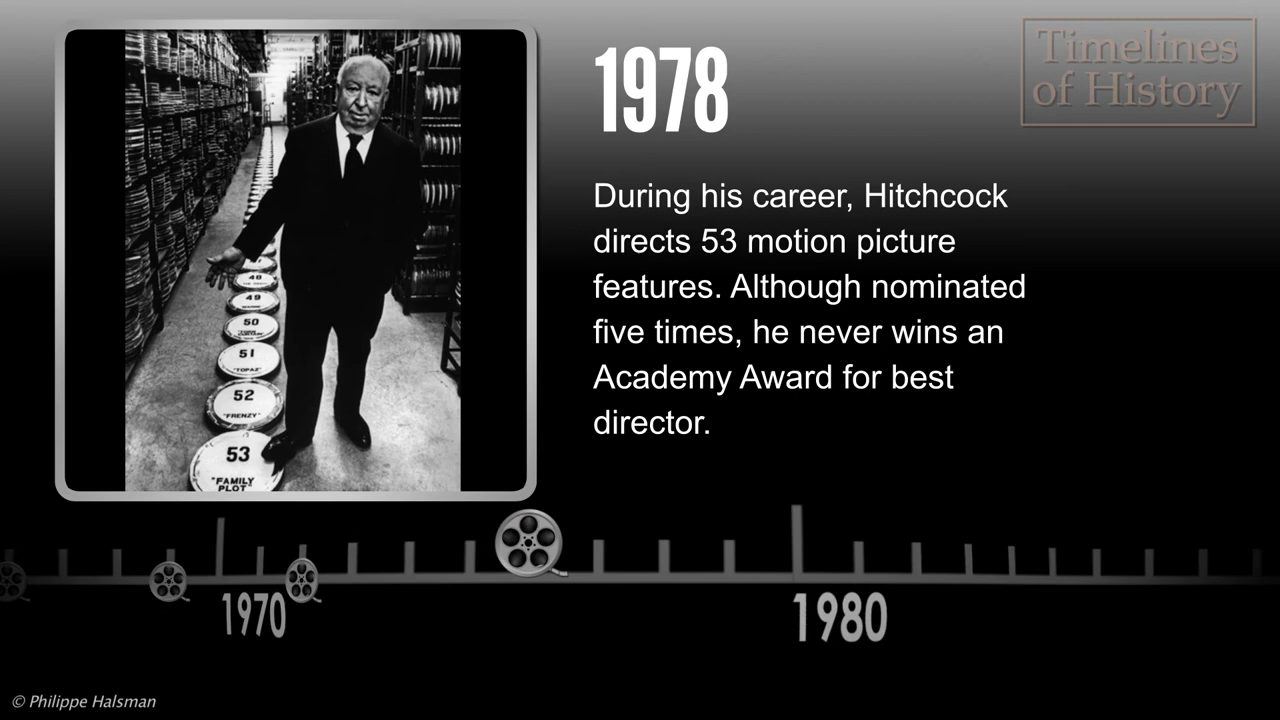 Timelines
of History
1978
During his career, Hitchcock
directs 53 motion picture
features. Although nominated
five times, he never wins an
Academy Award for best
director.
48
49
50
51
"TOPAZ"
52
"FRENZY"
53
"FAMILY
PLOT"
1970
1980
© Philippe Halsman